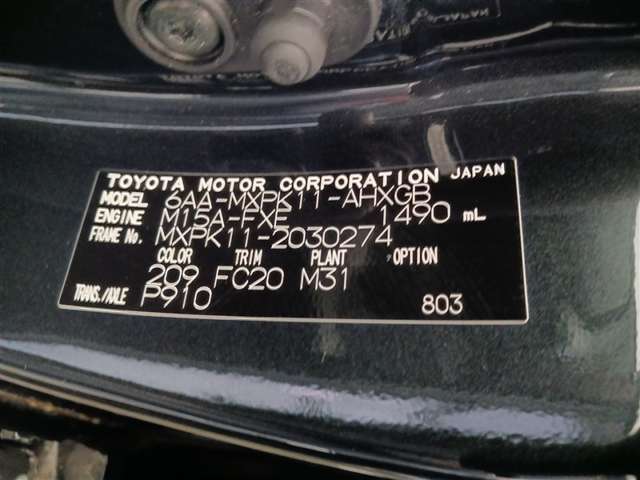 TOYOTA MOTOR CORPORATION JAPAN
MODEL 6AA-MXPK11-AHXGB
ENGINE M15A-FXE 1490 mL
FRAME No. MXPK11-2030274
COLOR TRIM PLANT OPTION
209 FC20 M31
TRANS./AXLE P910 803